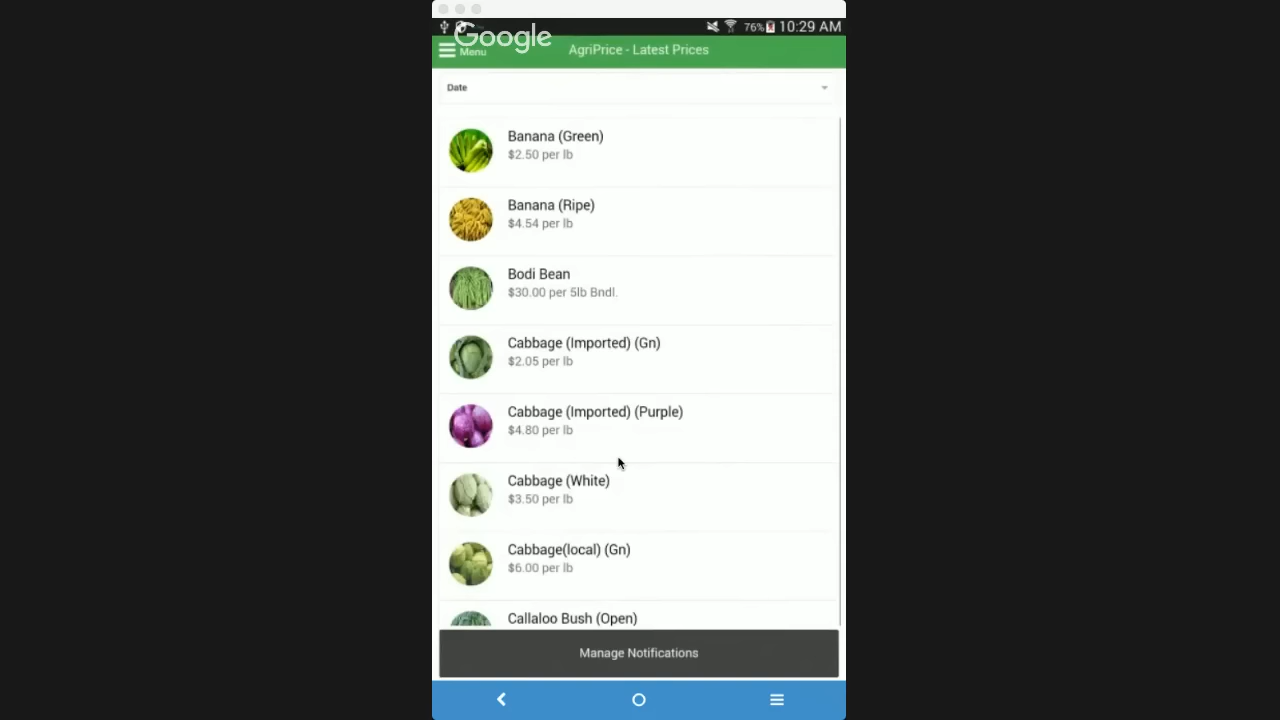 76% 10:29 AM
Google
Menu
AgriPrice - Latest Prices
Date
Banana (Green)
$2.50 per lb
Banana (Ripe)
$4.54 per lb
Bodi Bean
$30.00 per 5lb Bndl.
Cabbage (Imported) (Gn)
$2.05 per lb
Cabbage (Imported) (Purple)
$4.80 per lb
Cabbage (White)
$3.50 per lb
Cabbage(local) (Gn)
$6.00 per lb
Callaloo Bush (Open)
Manage Notifications